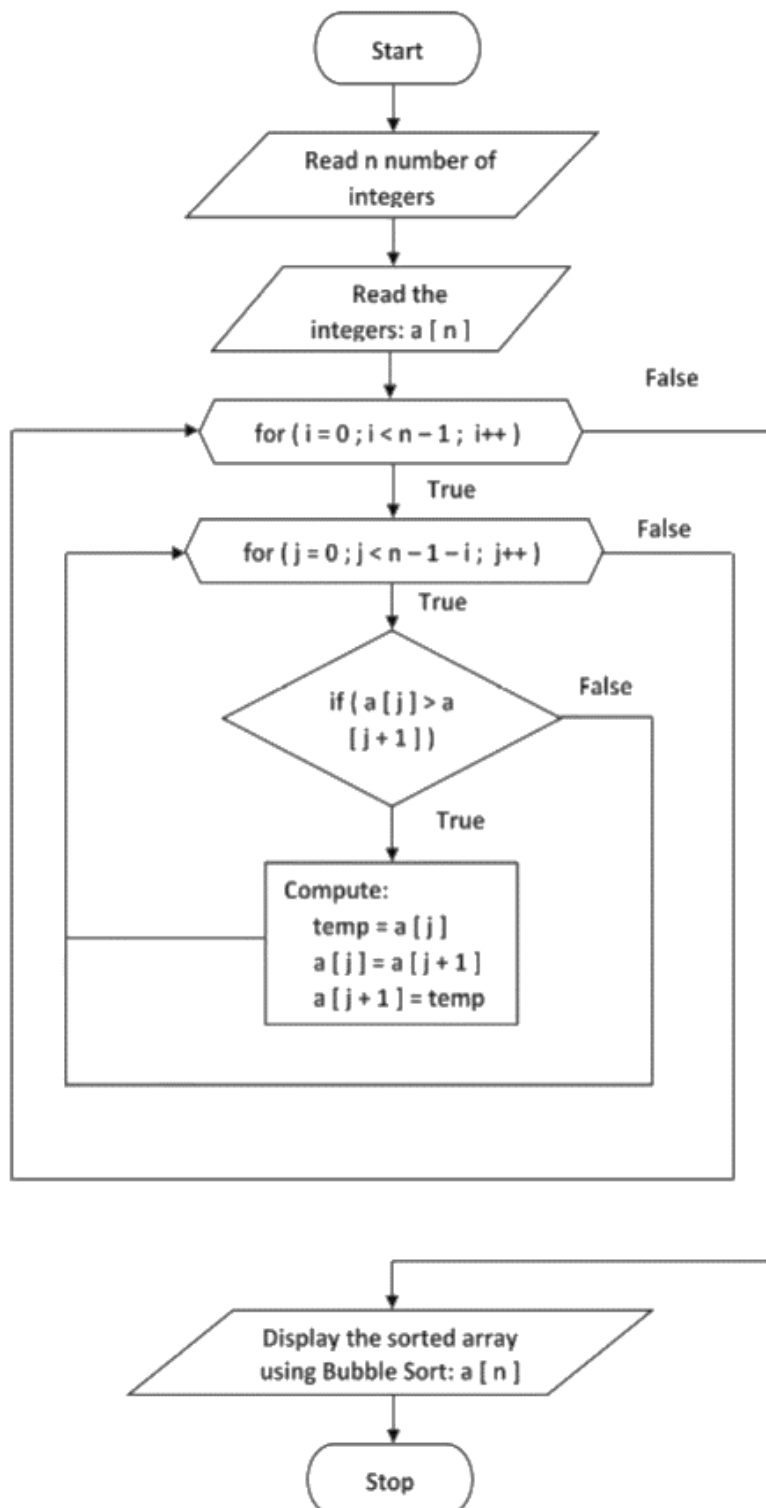 Start
Read n number of
integers
Read the
integers: a [ n ]
False
for ( i = 0 ; i < n – 1 ; i++ )
True
False
for ( j = 0 ; j < n – 1 – i ; j++ )
True
if ( a [ j ] > a
[ j + 1 ] )
False
True
Compute:
temp = a [ j ]
a [ j ] = a [ j + 1 ]
a [ j + 1 ] = temp
Display the sorted array
using Bubble Sort: a [ n ]
Stop